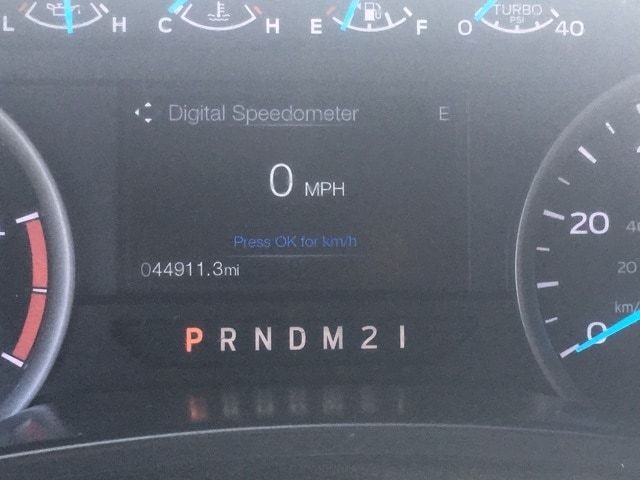 L H C H E F 0 TURBO PSI 40
Digital Speedometer E
0 MPH
Press OK for km/h
044911.3mi
P R N D M 2 1
20
20
km/
0